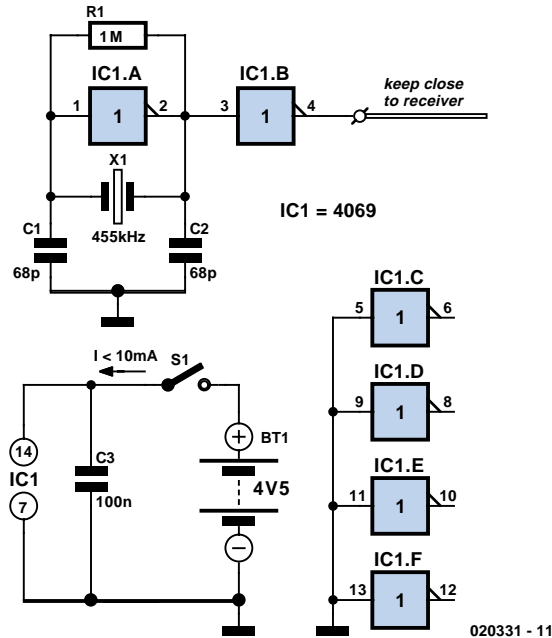 R1
1M
IC1.A
IC1.B
1
2
1
3
4
1
keep close
to receiver
X1
455kHz
C1
68p
C2
68p
IC1 = 4069
I < 10mA
S1
14
IC1
7
C3
100n
+
BT1
4V5
−
IC1.C
5
1
6
IC1.D
9
1
8
IC1.E
11
1
10
IC1.F
13
1
12
020331 - 11